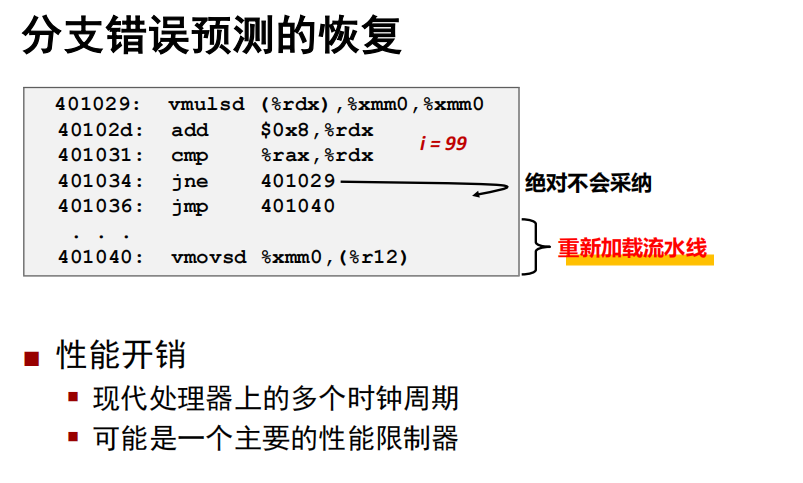 分支错误预测的恢复
401029: vmulsd (%rdx),%xmm0,%xmm0
40102d: add $0x8,%rdx
i = 99
401031: cmp %rax,%rdx
401034: jne 401029
绝对不会采纳
401036: jmp 401040
. . .
重新加载流水线
401040: vmovsd %xmm0,(%r12)
■ 性能开销
■ 现代处理器上的多个时钟周期
■ 可能是一个主要的性能限制器